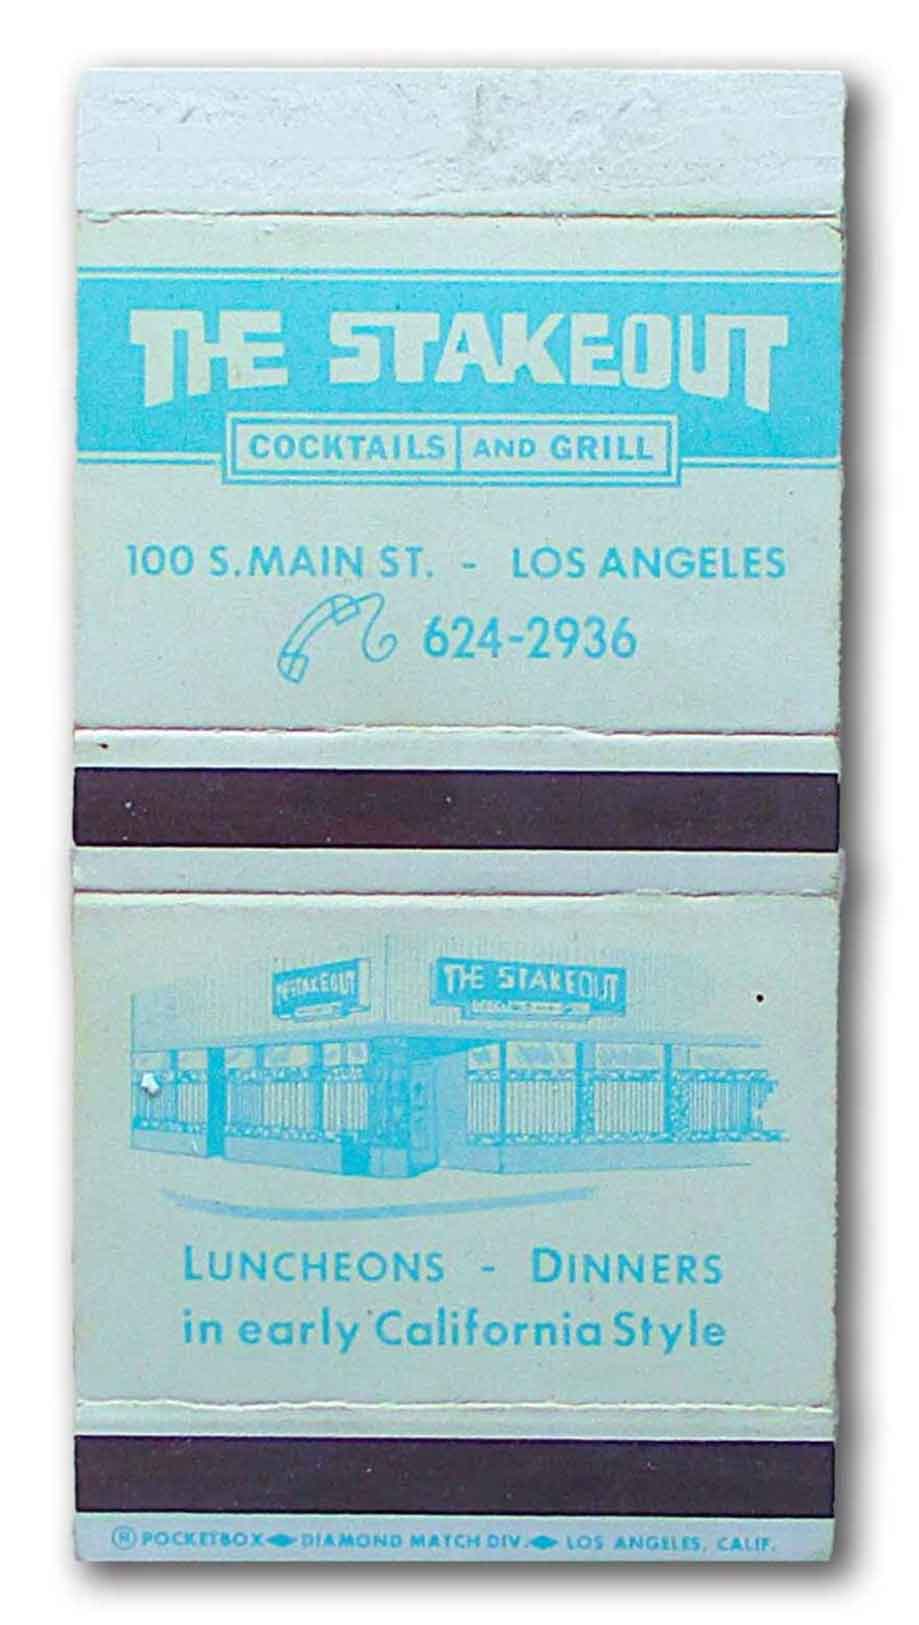 THE STAKEOUT
COCKTAILS AND GRILL
100 S. MAIN ST. - LOS ANGELES
624-2936
THE STAKEOUT
LUNCHEONS - DINNERS
in early California Style
® POCKETBOX DIAMOND MATCH DIV. LOS ANGELES, CALIF.